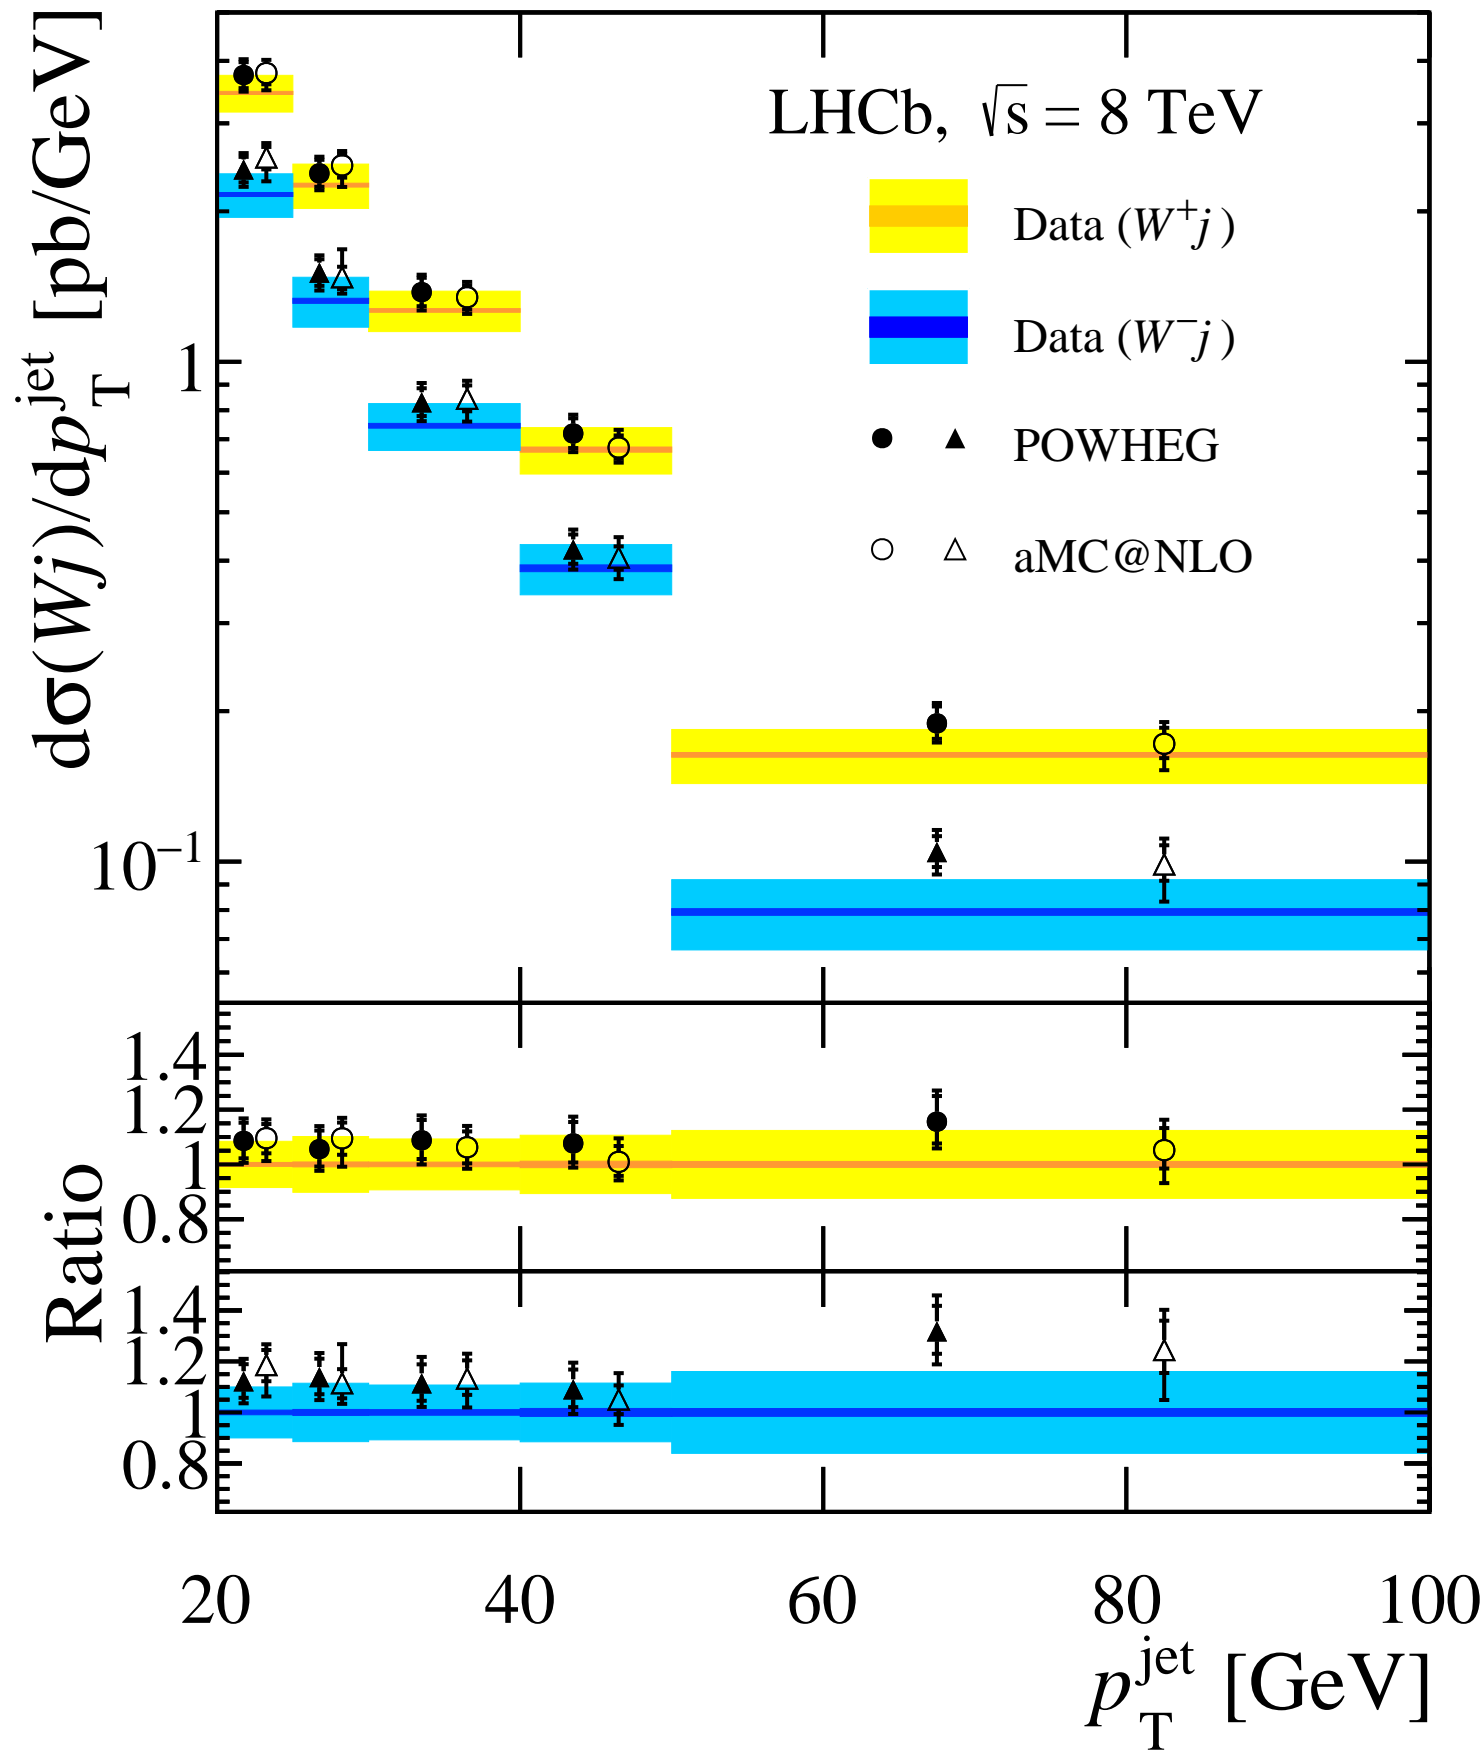 dσ(Wj)/dp_T^jet [pb/GeV]
LHCb, √s = 8 TeV
Data (W⁺j)
Data (W⁻j)
POWHEG
aMC@NLO
1
10⁻¹
Ratio
1.4
1.2
1
0.8
1.4
1.2
1
0.8
20 40 60 80 100
p_T^jet [GeV]